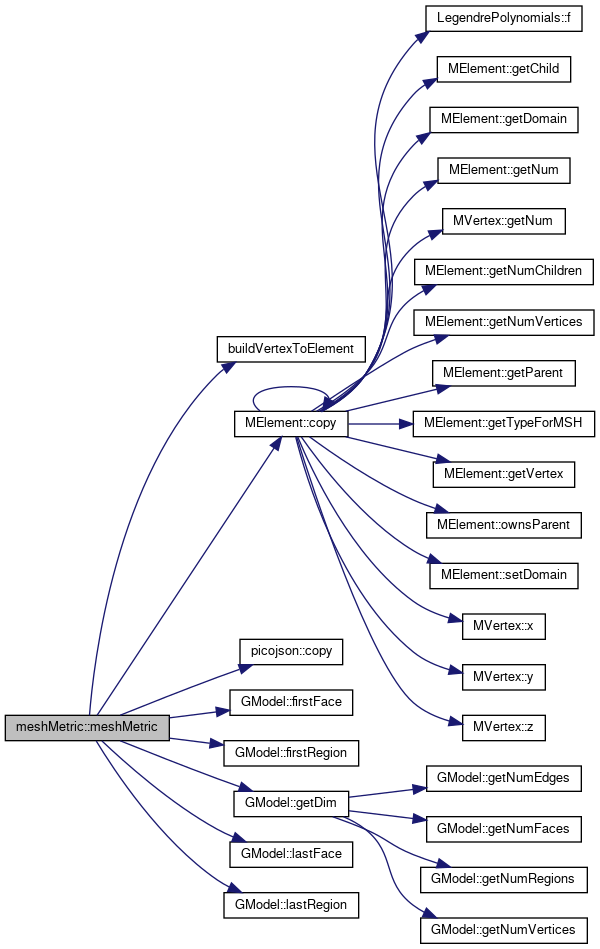 LegendrePolynomials::f
MElement::getChild
MElement::getDomain
MElement::getNum
MVertex::getNum
MElement::getNumChildren
MElement::getNumVertices
buildVertexToElement
MElement::getParent
MElement::copy
MElement::getTypeForMSH
MElement::getVertex
MElement::ownsParent
MElement::setDomain
MVertex::x
picojson::copy
MVertex::y
GModel::firstFace
meshMetric::meshMetric
MVertex::z
GModel::firstRegion
GModel::getNumEdges
GModel::getDim
GModel::getNumFaces
GModel::lastFace
GModel::getNumRegions
GModel::lastRegion
GModel::getNumVertices